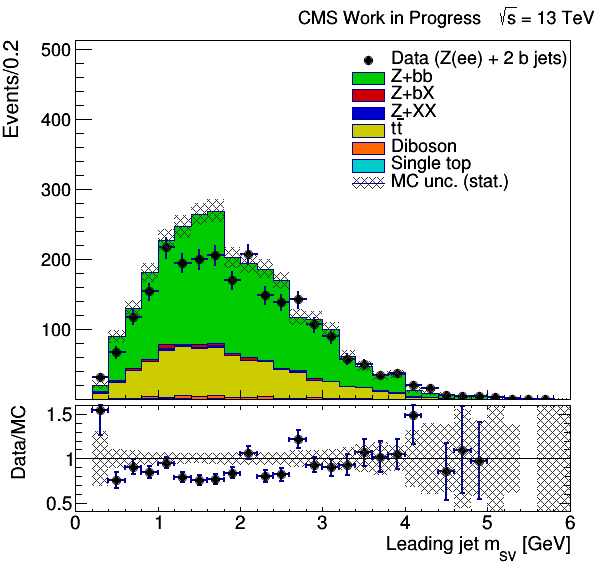 CMS Work in Progress √s = 13 TeV
Events/0.2
500
400
300
200
100
Data (Z(ee) + 2 b jets)
Z+bb
Z+bX
Z+XX
tt̄
Diboson
Single top
MC unc. (stat.)
Data/MC
1.5
1
0.5
0 1 2 3 4 5 6
Leading jet m_SV [GeV]